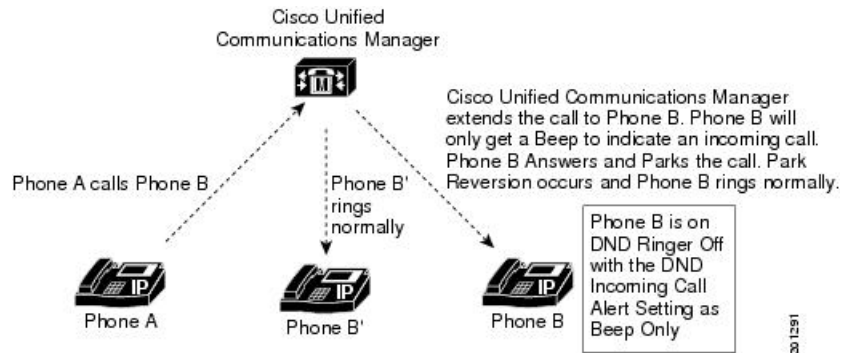 Cisco Unified
Communications Manager
M
Cisco Unified Communications Manager
extends the call to Phone B. Phone B will
only get a Beep to indicate an incoming call.
Phone B Answers and Parks the call. Park
Reversion occurs and Phone B rings normally.
Phone A calls Phone B
Phone B'
rings
normally
IP
Phone A
IP
Phone B'
IP
Phone B
Phone B is on
DND Ringer Off
with the DND
Incoming Call
Alert Setting as
Beep Only
201291